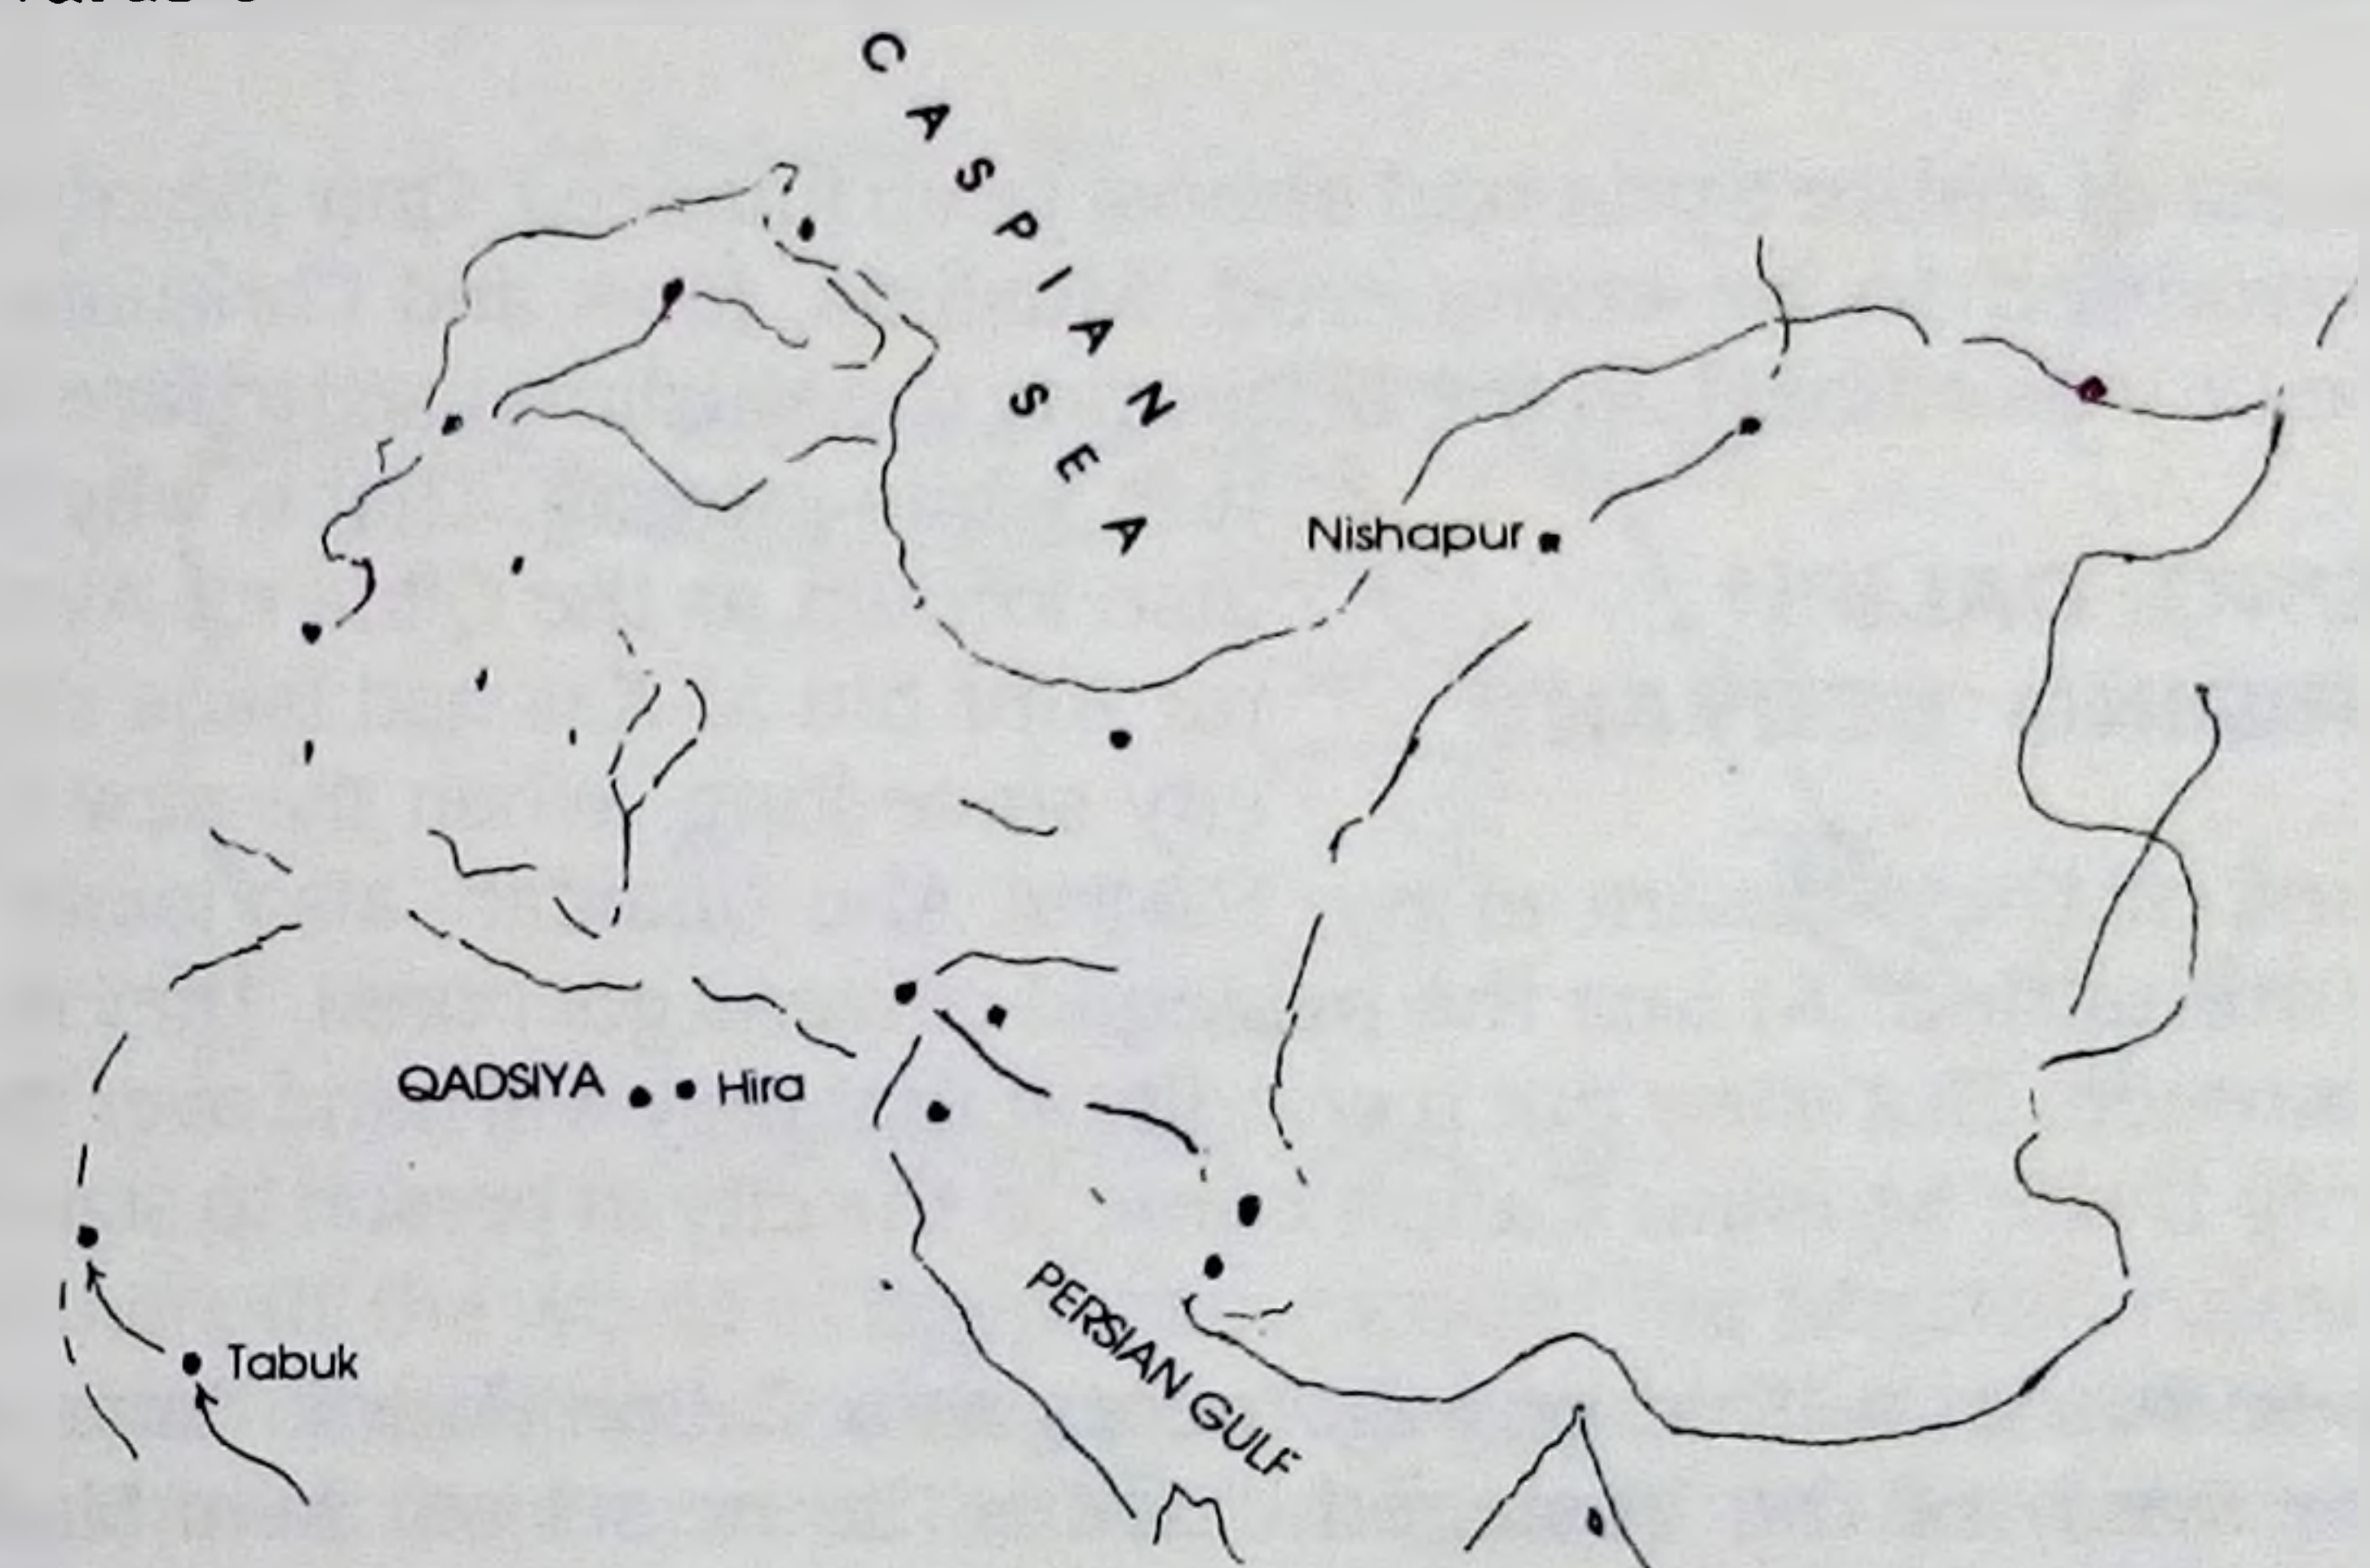 CASPIAN
SEA
Nishapur
QADSIYA
Hira
PERSIAN GULF
Tabuk